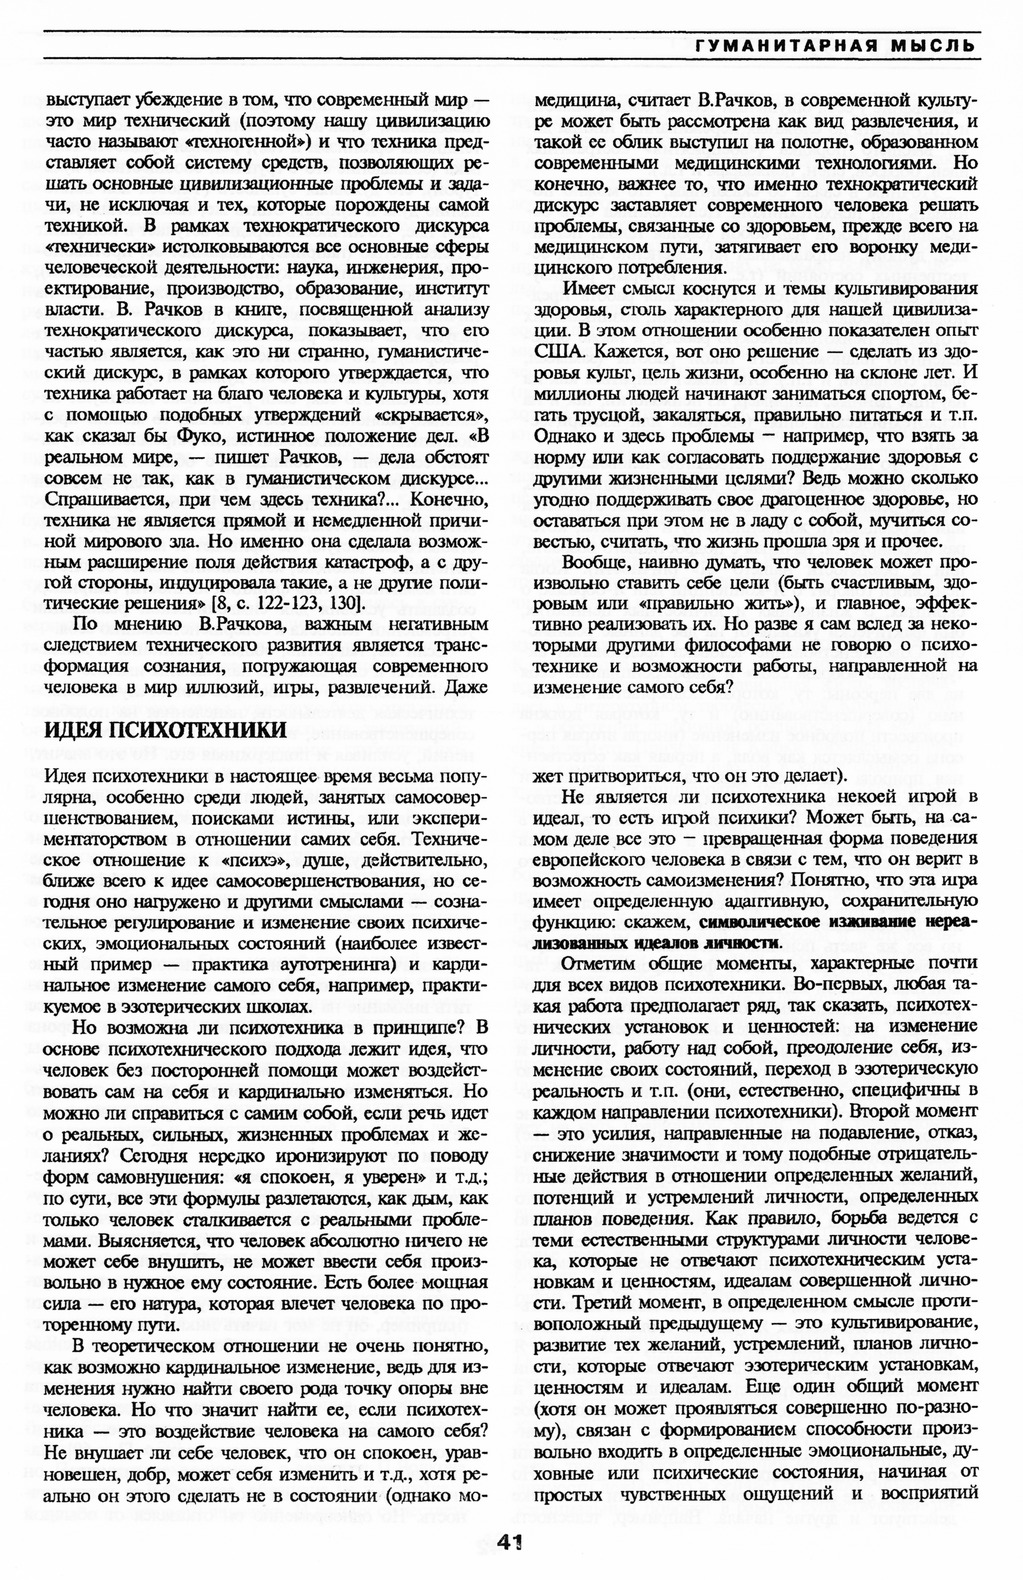 ГУМАНИТАРНАЯ МЫСЛЬ
выступает убеждение в том, что современный мир —
это мир технический (поэтому нашу цивилизацию
часто называют «техногенной») и что техника пред-
ставляет собой систему средств, позволяющих ре-
шать основные цивилизационные проблемы и зада-
чи, не исключая и тех, которые порождены самой
техникой. В рамках технократического дискурса
«технически» истолковываются все основные сферы
человеческой деятельности: наука, инженерия, про-
ектирование, производство, образование, институт
власти. В. Рачков в книге, посвященной анализу
технократического дискурса, показывает, что его
частью является, как это ни странно, гуманистиче-
ский дискурс, в рамках которого утверждается, что
техника работает на благо человека и культуры, хотя
с помощью подобных утверждений «скрывается»,
как сказал бы Фуко, истинное положение дел. «В
реальном мире, — пишет Рачков, — дела обстоят
совсем не так, как в гуманистическом дискурсе...
Спрашивается, при чем здесь техника?... Конечно,
техника не является прямой и немедленной причи-
ной мирового зла. Но именно она сделала возмож-
ным расширение поля действия катастроф, а с дру-
гой стороны, индуцировала такие, а не другие поли-
тические решения» [8, с. 122-123, 130].
По мнению В.Рачкова, важным негативным
следствием технического развития является транс-
формация сознания, погружающая современного
человека в мир иллюзий, игры, развлечений. Даже
медицина, считает В.Рачков, в современной культу-
ре может быть рассмотрена как вид развлечения, и
такой ее облик выступил на полотне, образованном
современными медицинскими технологиями. Но
конечно, важнее то, что именно технократический
дискурс заставляет современного человека решать
проблемы, связанные со здоровьем, прежде всего на
медицинском пути, затягивает его воронку меди-
цинского потребления.
Имеет смысл коснутся и темы культивирования
здоровья, столь характерного для нашей цивилиза-
ции. В этом отношении особенно показателен опыт
США. Кажется, вот оно решение — сделать из здо-
ровья культ, цель жизни, особенно на склоне лет. И
миллионы людей начинают заниматься спортом, бе-
гать трусцой, закаляться, правильно питаться и т.п.
Однако и здесь проблемы — например, что взять за
норму или как согласовать поддержание здоровья с
другими жизненными целями? Ведь можно сколько
угодно поддерживать свое драгоценное здоровье, но
оставаться при этом не в ладу с собой, мучиться со-
вестью, считать, что жизнь прошла зря и прочее.
Вообще, наивно думать, что человек может про-
извольно ставить себе цели (быть счастливым, здо-
ровым или «правильно жить»), и главное, эффек-
тивно реализовать их. Но разве я сам вслед за неко-
торыми другими философами не говорю о психо-
технике и возможности работы, направленной на
изменение самого себя?
ИДЕЯ ПСИХОТЕХНИКИ
Идея психотехники в настоящее время весьма попу-
лярна, особенно среди людей, занятых самосовер-
шенствованием, поисками истины, или экспери-
ментаторством в отношении самих себя. Техниче-
ское отношение к «психэ», душе, действительно,
ближе всего к идее самосовершенствования, но се-
годня оно нагружено и другими смыслами — созна-
тельное регулирование и изменение своих психиче-
ских, эмоциональных состояний (наиболее извест-
ный пример — практика аутотренинга) и карди-
нальное изменение самого себя, например, практи-
куемое в эзотерических школах.
Но возможна ли психотехника в принципе? В
основе психотехнического подхода лежит идея, что
человек без посторонней помощи может воздейст-
вовать сам на себя и кардинально изменяться. Но
можно ли справиться с самим собой, если речь идет
о реальных, сильных, жизненных проблемах и же-
ланиях? Сегодня нередко иронизируют по поводу
форм самовнушения: «я спокоен, я уверен» и т.д.;
по сути, все эти формулы разлетаются, как дым, как
только человек сталкивается с реальными пробле-
мами. Выясняется, что человек абсолютно ничего не
может себе внушить, не может ввести себя произ-
вольно в нужное ему состояние. Есть более мощная
сила — его натура, которая влечет человека по про-
торенному пути.
В теоретическом отношении не очень понятно,
как возможно кардинальное изменение, ведь для из-
менения нужно найти своего рода точку опоры вне
человека. Но что значит найти ее, если психотех-
ника — это воздействие человека на самого себя?
Не внушает ли себе человек, что он спокоен, урав-
новешен, добр, может себя изменить и т.д., хотя ре-
ально он этого сделать не в состоянии (однако мо-
жет притвориться, что он это делает).
Не является ли психотехника некоей игрой в
идеал, то есть игрой психики? Может быть, на са-
мом деле все это — превращенная форма поведения
европейского человека в связи с тем, что он верит в
возможность самоизменения? Понятно, что эта игра
имеет определенную адаптивную, сохранительную
функцию: скажем, символическое изживание нереа-
лизованных идеалов личности.
Отметим общие моменты, характерные почти
для всех видов психотехники. Во-первых, любая та-
кая работа предполагает ряд, так сказать, психотех-
нических установок и ценностей: на изменение
личности, работу над собой, преодоление себя, из-
менение своих состояний, переход в эзотерическую
реальность и т.п. (они, естественно, специфичны в
каждом направлении психотехники). Второй момент
— это усилия, направленные на подавление, отказ,
снижение значимости и тому подобные отрицатель-
ные действия в отношении определенных желаний,
потенций и устремлений личности, определенных
планов поведения. Как правило, борьба ведется с
теми естественными структурами личности челове-
ка, которые не отвечают психотехническим уста-
новкам и ценностям, идеалам совершенной лично-
сти. Третий момент, в определенном смысле проти-
воположный предыдущему — это культивирование,
развитие тех желаний, устремлений, планов лично-
сти, которые отвечают эзотерическим установкам,
ценностям и идеалам. Еще один общий момент
(хотя он может проявляться совершенно по-разно-
му), связан с формированием способности произ-
вольно входить в определенные эмоциональные, ду-
ховные или психические состояния, начиная от
простых чувственных ощущений и восприятий
41